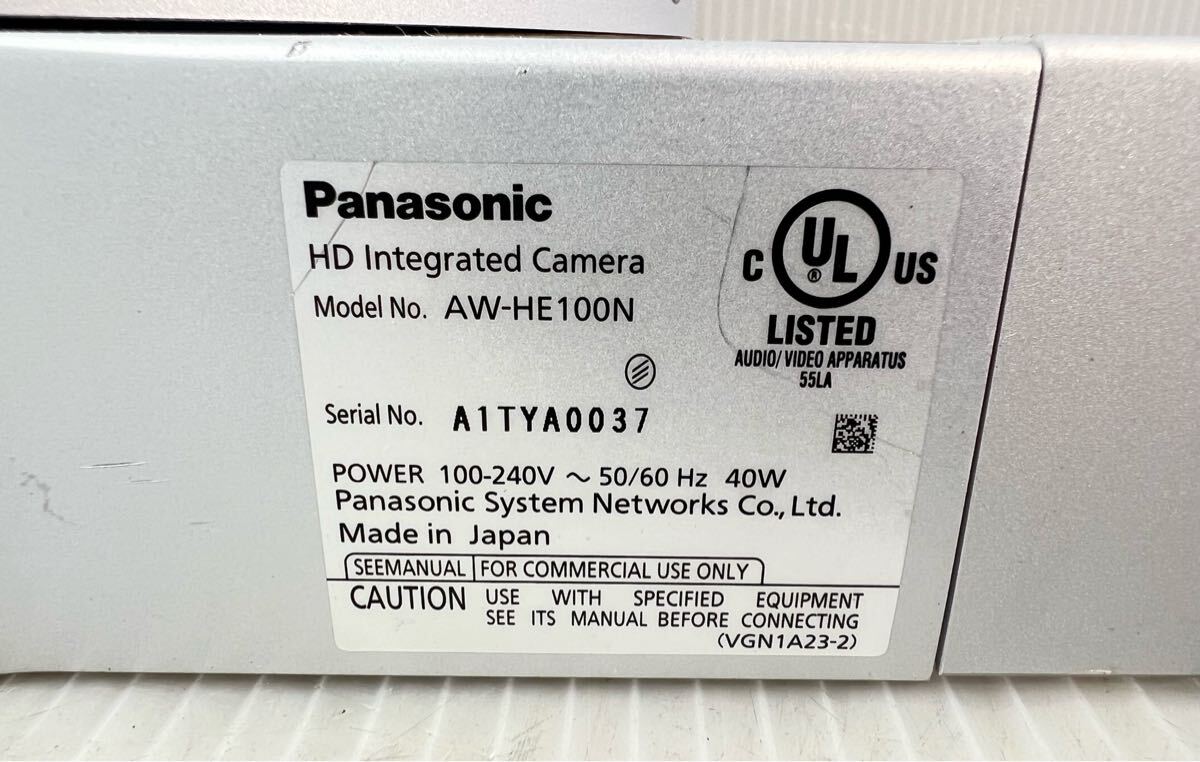 Panasonic
HD Integrated Camera
Model No. AW-HE100N
C UL® US
LISTED
AUDIO/VIDEO APPARATUS
55LA
Serial No. A1TYA0037
POWER 100-240V ~ 50/60 Hz 40W
Panasonic System Networks Co., Ltd.
Made in Japan
SEEMANUAL FOR COMMERCIAL USE ONLY
CAUTION USE WITH SPECIFIED EQUIPMENT
SEE ITS MANUAL BEFORE CONNECTING
(VGN1A23-2)